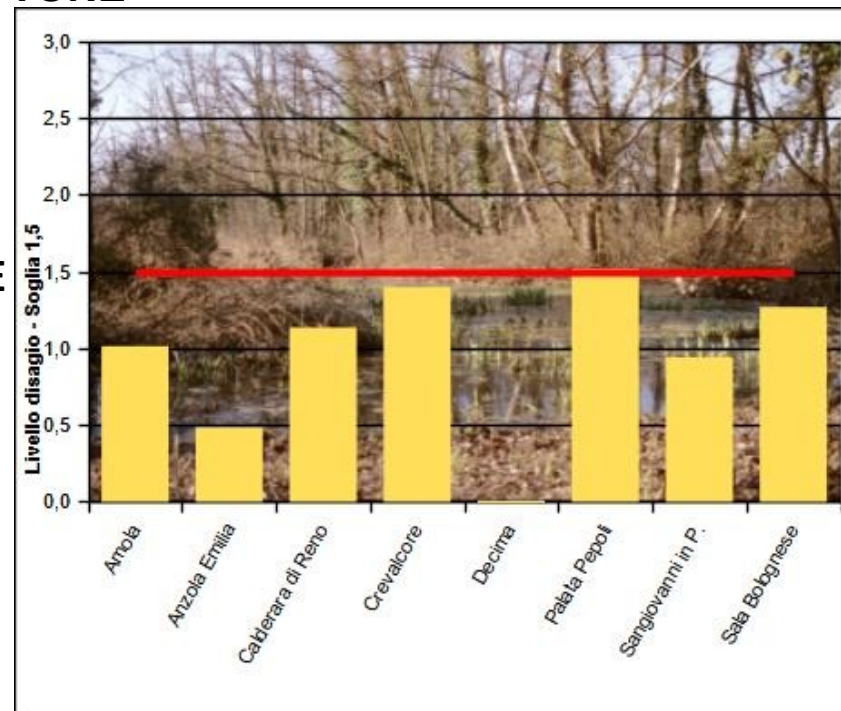 3,0
2,5
2,0
1,5
1,0
0,5
0,0
Livello disagio - Soglia 1,5
Amola
Anzola Emilia
Calderara di Reno
Crevalcore
Decima
Palata Pepoli
Sangiovanni in P.
Sala Bolognese